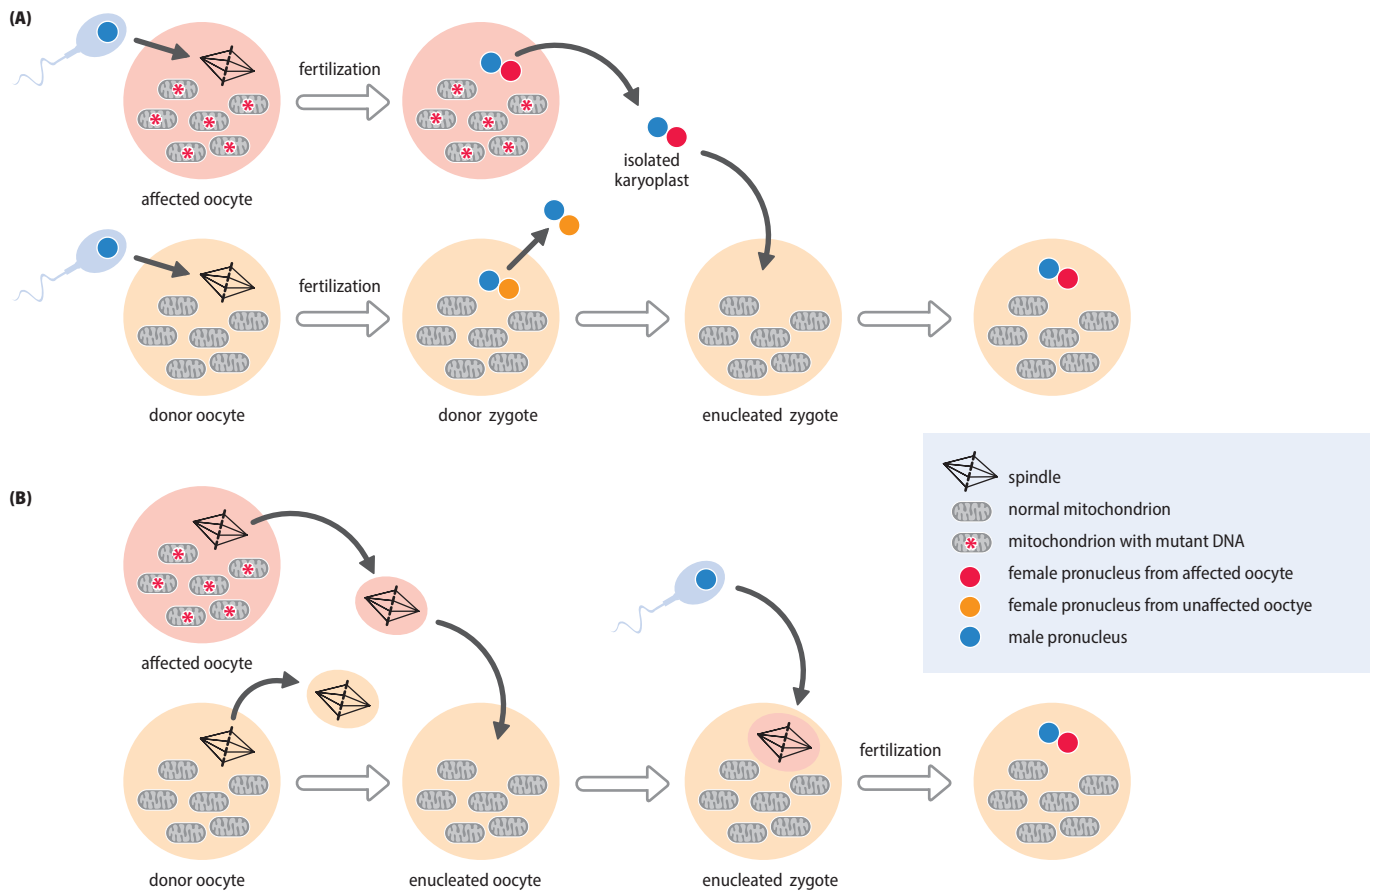 (A)
fertilization
isolated
karyoplast
affected oocyte
fertilization
donor oocyte
donor zygote
enucleated zygote
(B)
spindle
normal mitochondrion
mitochondrion with mutant DNA
female pronucleus from affected oocyte
female pronucleus from unaffected ooctye
male pronucleus
affected oocyte
fertilization
donor oocyte
enucleated oocyte
enucleated zygote